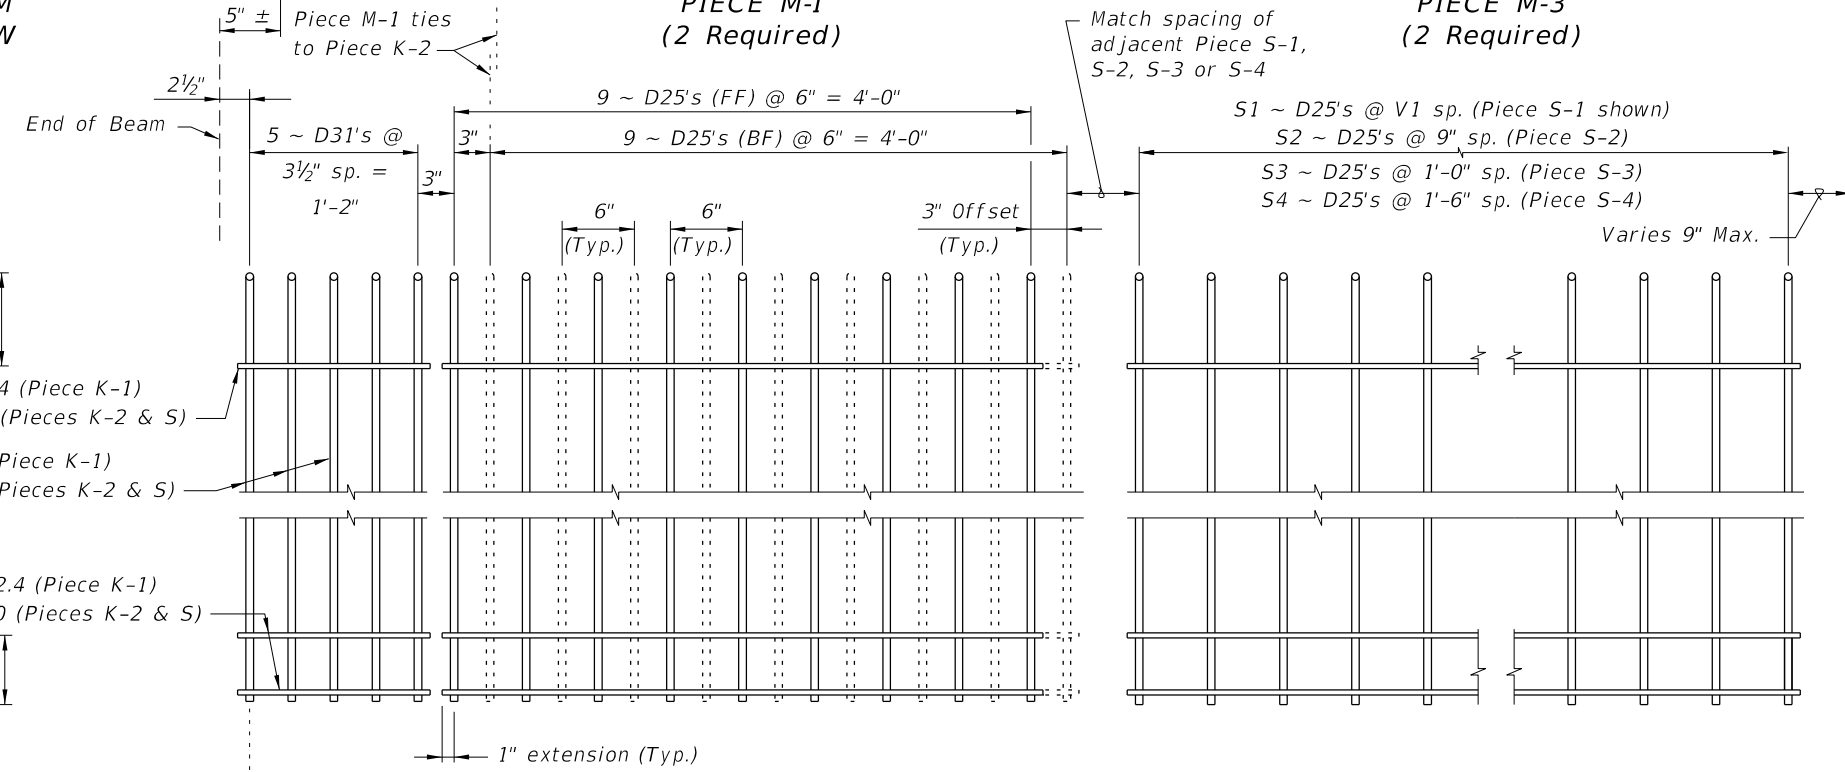 M
W
5" ±
Piece M-1 ties
to Piece K-2
PIECE M-1
(2 Required)
Match spacing of
adjacent Piece S-1,
S-2, S-3 or S-4
PIECE M-3
(2 Required)
2½"
End of Beam
5 ~ D31's @
3½" sp. =
1'-2"
3"
3"
9 ~ D25's (FF) @ 6" = 4'-0"
9 ~ D25's (BF) @ 6" = 4'-0"
6"
(Typ.)
6"
(Typ.)
3" Offset
(Typ.)
S1 ~ D25's @ V1 sp. (Piece S-1 shown)
S2 ~ D25's @ 9" sp. (Piece S-2)
S3 ~ D25's @ 1'-0" sp. (Piece S-3)
S4 ~ D25's @ 1'-6" sp. (Piece S-4)
Varies 9" Max.
4 (Piece K-1)
(Pieces K-2 & S)
Piece K-1)
Pieces K-2 & S)
2.4 (Piece K-1)
0 (Pieces K-2 & S)
1" extension (Typ.)